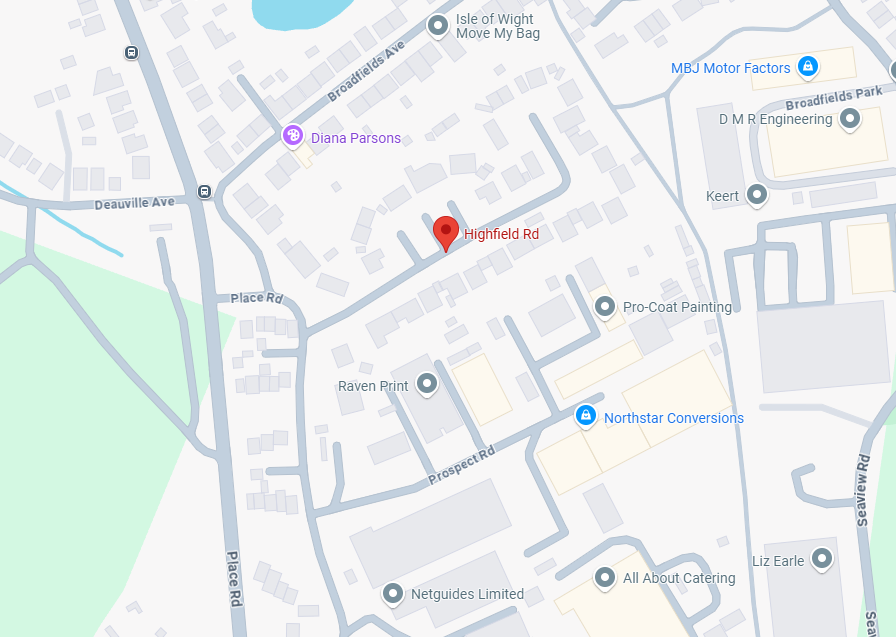 Isle of Wight
Move My Bag
Broadfields Ave
MBJ Motor Factors
Broadfields Park
D M R Engineering
Diana Parsons
Keert
Deauville Ave
Highfield Rd
Place Rd
Pro-Coat Painting
Raven Print
Northstar Conversions
Prospect Rd
Seaview Rd
Place Rd
Liz Earle
All About Catering
Netguides Limited
Sea